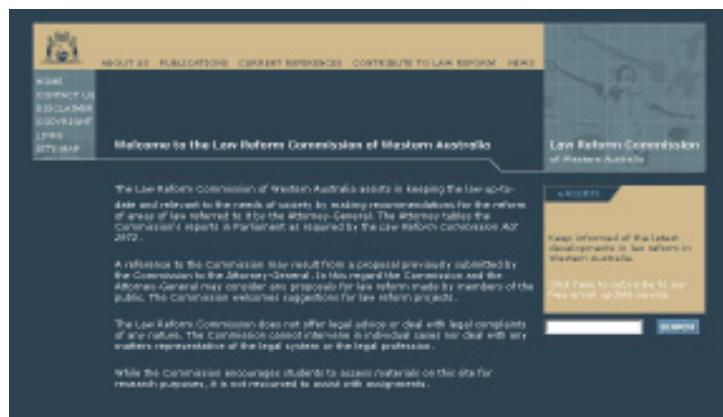 ABOUT US PUBLICATIONS CURRENT REFERENCES CONTRIBUTE TO LAW REFORM NEWS
HOME
CONTACT US
DISCLAIMER
COPYRIGHT
LINKS
SITE MAP
Welcome to the Law Reform Commission of Western Australia
Law Reform Commission
of Western Australia
The Law Reform Commission of Western Australia assists in keeping the law up-to-
date and relevant to the needs of society by making recommendations for the reform
of areas of law referred to it by the Attorney-General. The Attorney tables the
Commission's reports in Parliament as required by the Law Reform Commission Act
1972.
A reference to the Commission may result from a proposal previously submitted by
the Commission to the Attorney-General. In this regard the Commission and the
Attorney-General may consider any proposals for law reform made by members of the
public. The Commission welcomes suggestions for law reform projects.
The Law Reform Commission does not offer legal advice or deal with legal complaints
of any nature. The Commission cannot intervene in individual cases nor deal with any
matters representative of the legal system or the legal profession.
While the Commission encourages students to access materials on this site for
research purposes, it is not resourced to assist with assignments.
eALERTS
Keep informed of the latest
developments in law reform in
Western Australia.
Click here to subscribe to our
free email update service.
SEARCH